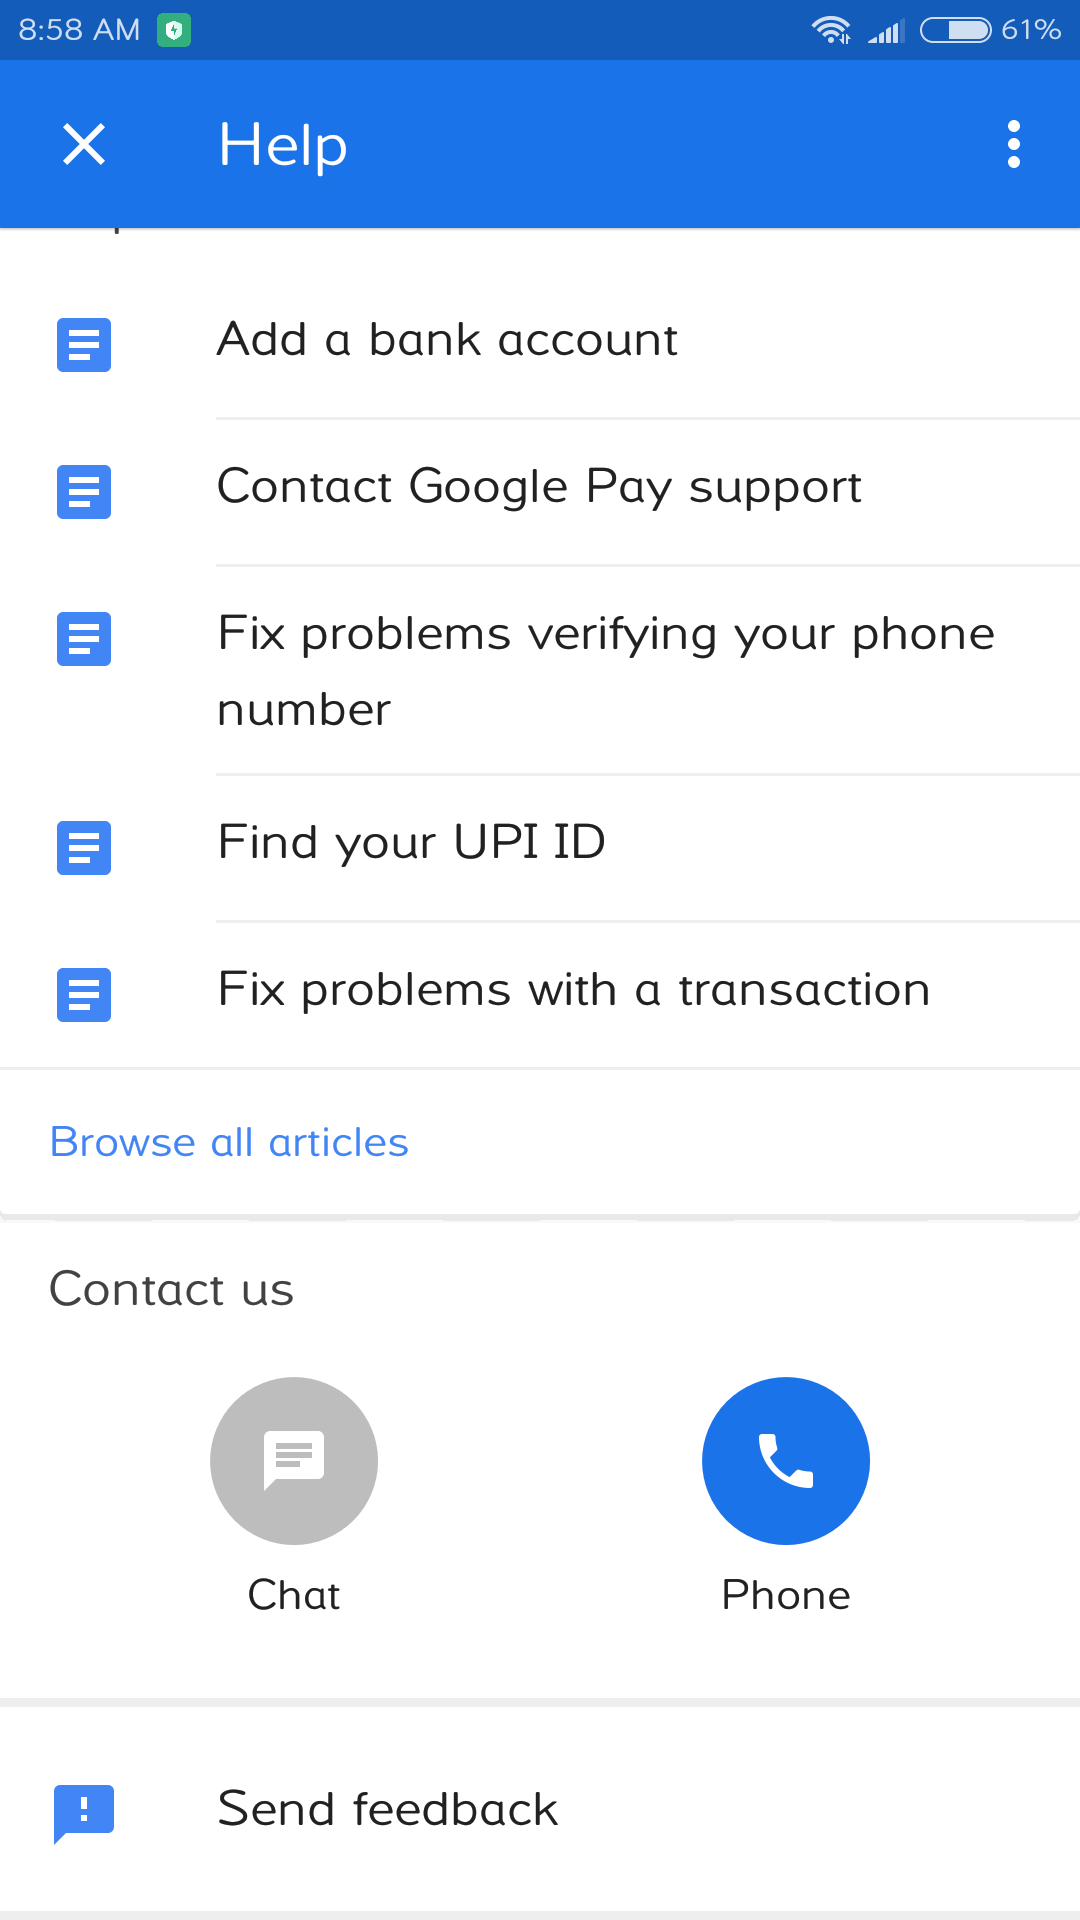 8:58 AM 61%
Help
Add a bank account
Contact Google Pay support
Fix problems verifying your phone
number
Find your UPI ID
Fix problems with a transaction
Browse all articles
Contact us
Chat Phone
Send feedback